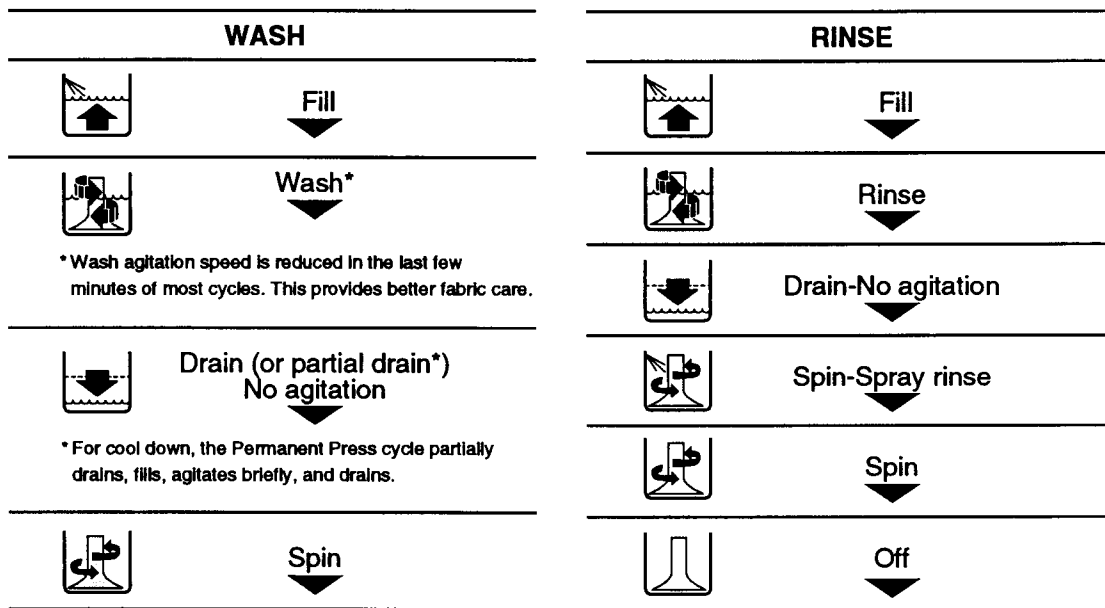 WASH
Fill
Wash*
* Wash agitation speed is reduced in the last few
minutes of most cycles. This provides better fabric care.
Drain (or partial drain*)
No agitation
* For cool down, the Permanent Press cycle partially
drains, fills, agitates briefly, and drains.
Spin
RINSE
Fill
Rinse
Drain-No agitation
Spin-Spray rinse
Spin
Off